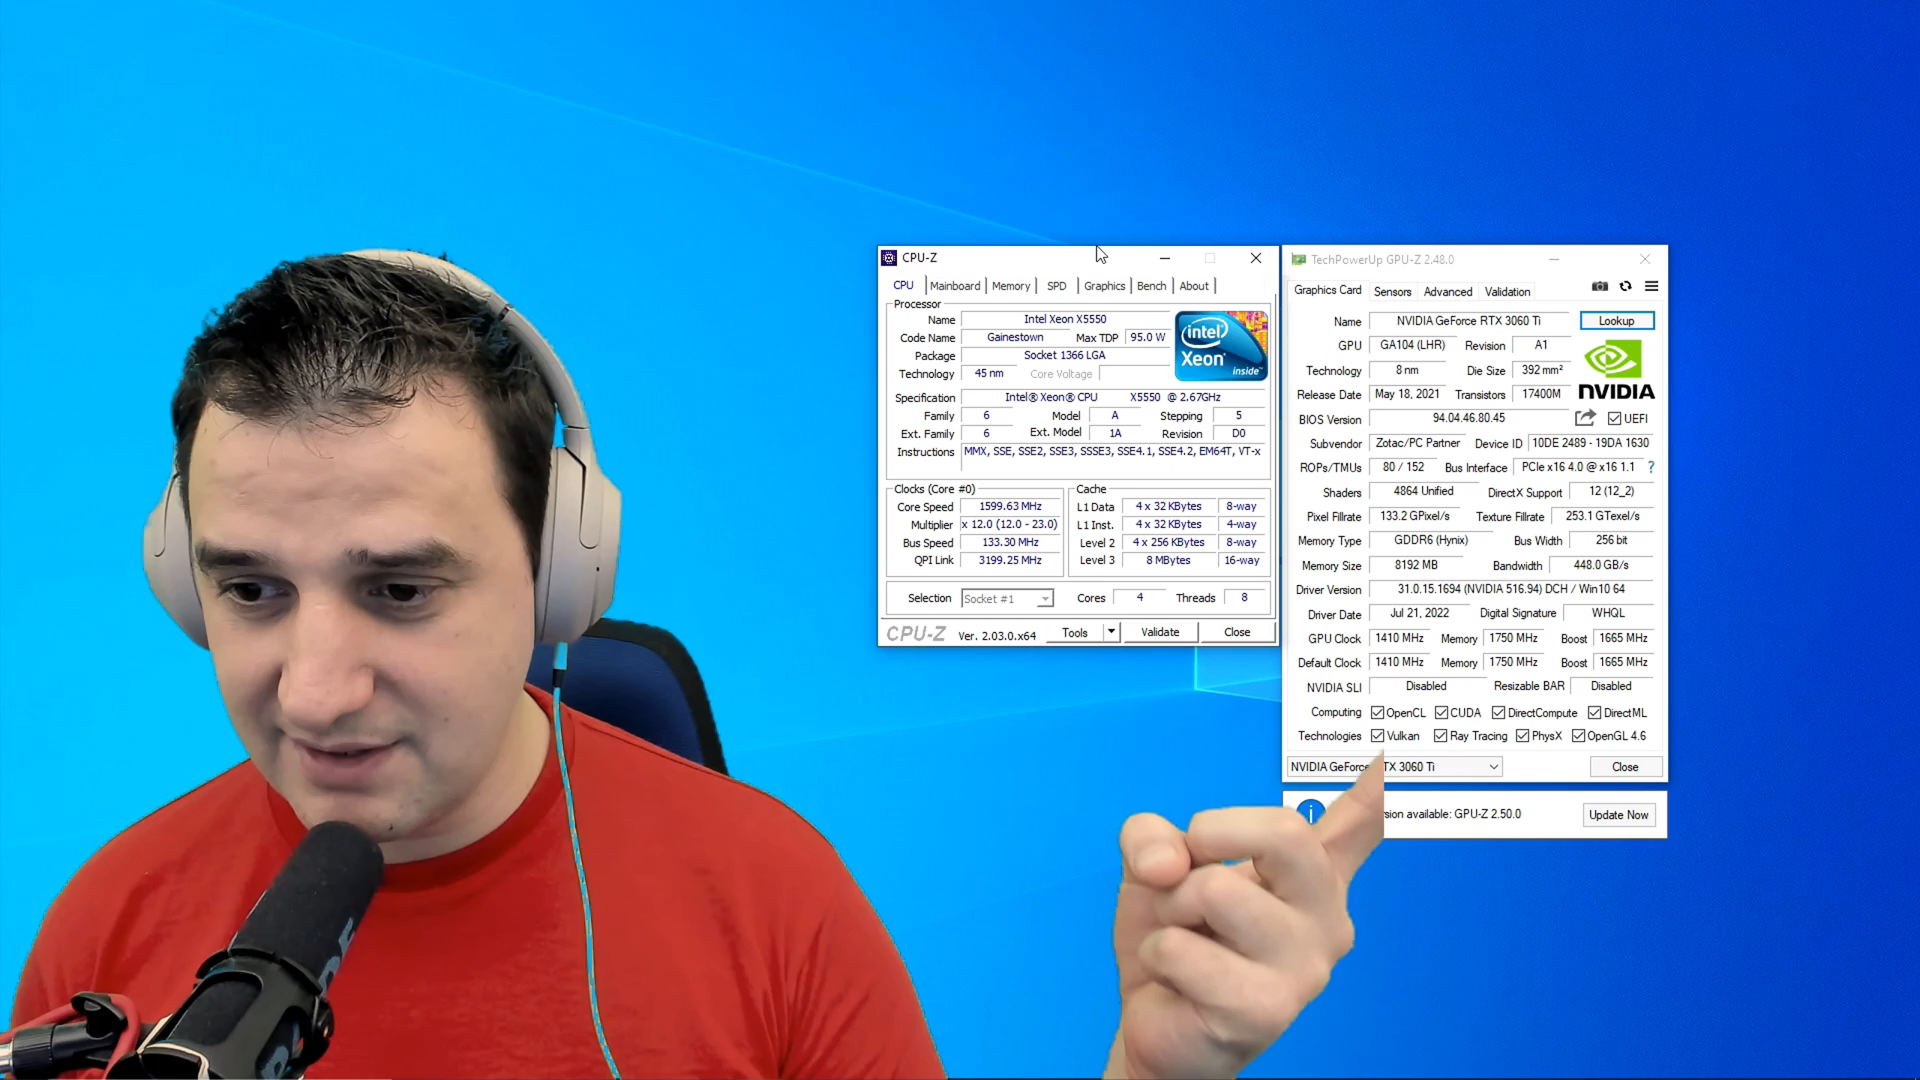 CPU-Z
CPU Mainboard Memory SPD Graphics Bench About
Processor
Name Intel Xeon X5550
Code Name Gainestown Max TDP 95.0 W
Package Socket 1366 LGA
Technology 45 nm Core Voltage
intel Xeon inside™
Specification Intel® Xeon® CPU X5550 @ 2.67GHz
Family 6 Model A Stepping 5
Ext. Family 6 Ext. Model 1A Revision D0
Instructions MMX, SSE, SSE2, SSE3, SSSE3, SSE4.1, SSE4.2, EM64T, VT-x
Clocks (Core #0)
Core Speed 1599.63 MHz
Multiplier x 12.0 (12.0 - 23.0)
Bus Speed 133.30 MHz
QPI Link 3199.25 MHz
Cache
L1 Data 4 x 32 KBytes 8-way
L1 Inst. 4 x 32 KBytes 4-way
Level 2 4 x 256 KBytes 8-way
Level 3 8 MBytes 16-way
Selection Socket #1 Cores 4 Threads 8
CPU-Z Ver. 2.03.0.x64 Tools Validate Close
TechPowerUp GPU-Z 2.48.0
Graphics Card Sensors Advanced Validation
Name NVIDIA GeForce RTX 3060 Ti Lookup
GPU GA104 (LHR) Revision A1
Technology 8 nm Die Size 392 mm²
Release Date May 18, 2021 Transistors 17400M
NVIDIA
BIOS Version 94.04.46.80.45 UEFI
Subvendor Zotac/PC Partner Device ID 10DE 2489 - 19DA 1630
ROPs/TMUs 80 / 152 Bus Interface PCIe x16 4.0 @ x16 1.1 ?
Shaders 4864 Unified DirectX Support 12 (12_2)
Pixel Fillrate 133.2 GPixel/s Texture Fillrate 253.1 GTexel/s
Memory Type GDDR6 (Hynix) Bus Width 256 bit
Memory Size 8192 MB Bandwidth 448.0 GB/s
Driver Version 31.0.15.1694 (NVIDIA 516.94) DCH / Win10 64
Driver Date Jul 21, 2022 Digital Signature WHQL
GPU Clock 1410 MHz Memory 1750 MHz Boost 1665 MHz
Default Clock 1410 MHz Memory 1750 MHz Boost 1665 MHz
NVIDIA SLI Disabled Resizable BAR Disabled
Computing OpenCL CUDA DirectCompute DirectML
Technologies Vulkan Ray Tracing PhysX OpenGL 4.6
NVIDIA GeForce TX 3060 Ti Close
available: GPU-Z 2.50.0 Update Now